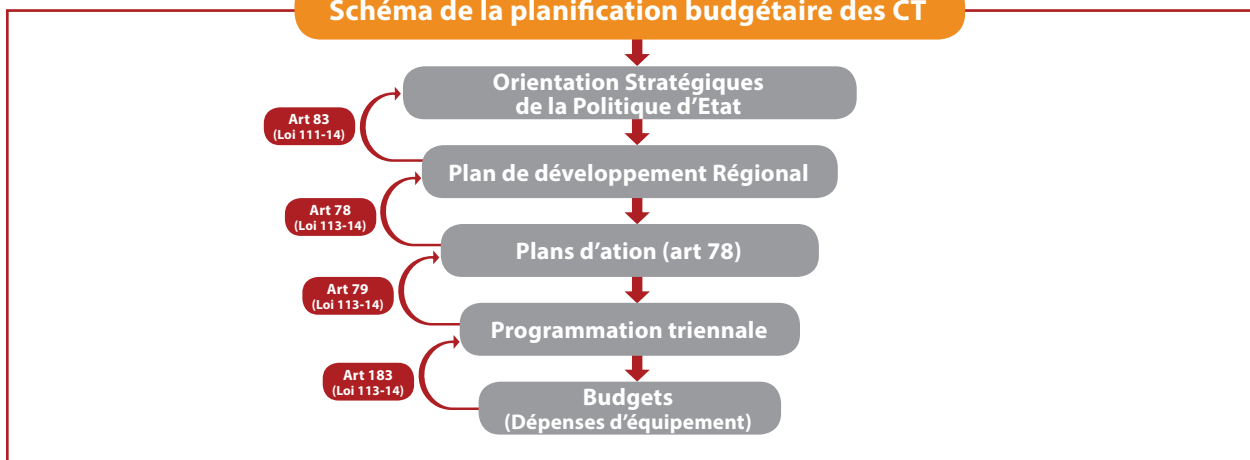 Schéma de la planification budgétaire des CT
Orientation Stratégiques
de la Politique d'Etat
Art 83
(Loi 111-14)
Plan de développement Régional
Art 78
(Loi 113-14)
Plans d'ation (art 78)
Art 79
(Loi 113-14)
Programmation triennale
Art 183
(Loi 113-14)
Budgets
(Dépenses d'équipement)